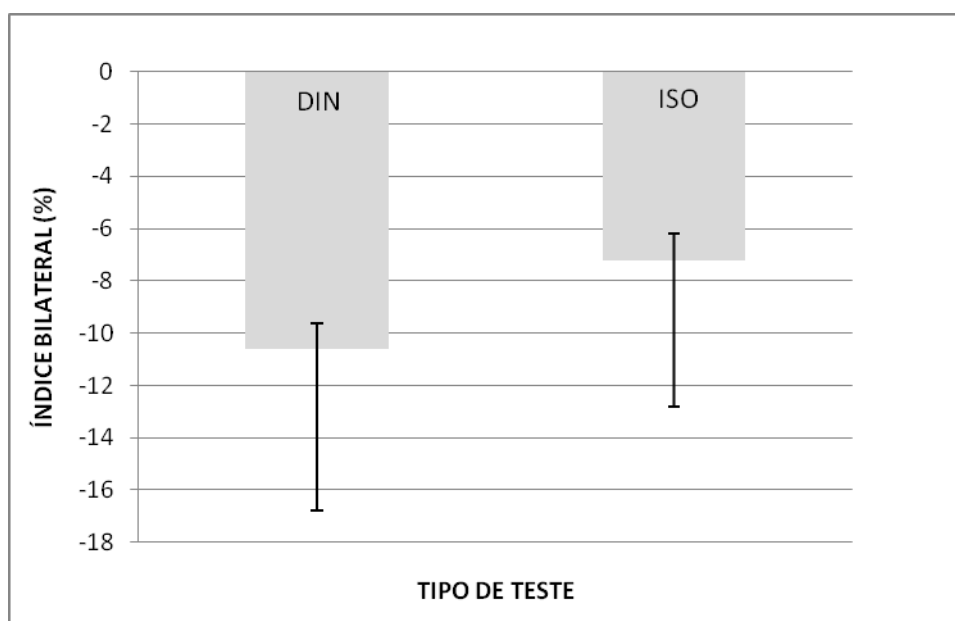 0
-2
-4
-6
-8
-10
-12
-14
-16
-18
ÍNDICE BILATERAL (%)
DIN
ISO
TIPO DE TESTE